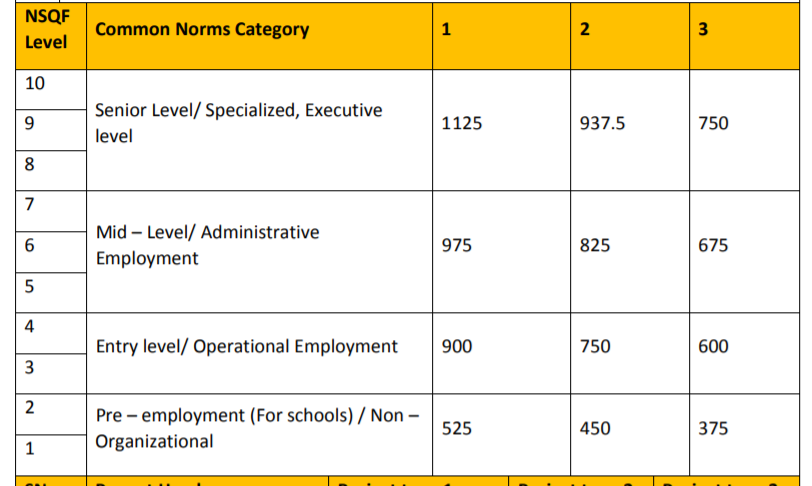 NSQF
Level
Common Norms Category
1
2
3
10
9
8
Senior Level/ Specialized, Executive
level
1125
937.5
750
7
6
5
Mid – Level/ Administrative
Employment
975
825
675
4
3
Entry level/ Operational Employment
900
750
600
2
1
Pre – employment (For schools) / Non –
Organizational
525
450
375